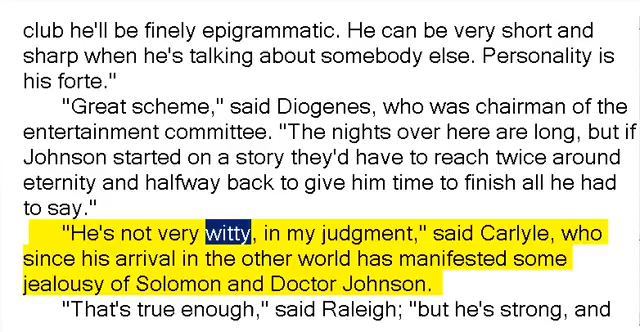 club he'll be finely epigrammatic. He can be very short and
sharp when he's talking about somebody else. Personality is
his forte."
"Great scheme," said Diogenes, who was chairman of the
entertainment committee. "The nights over here are long, but if
Johnson started on a story they'd have to reach twice around
eternity and halfway back to give him time to finish all he had
to say."
"He's not very witty, in my judgment," said Carlyle, who
since his arrival in the other world has manifested some
jealousy of Solomon and Doctor Johnson.
"That's true enough," said Raleigh; "but he's strong, and